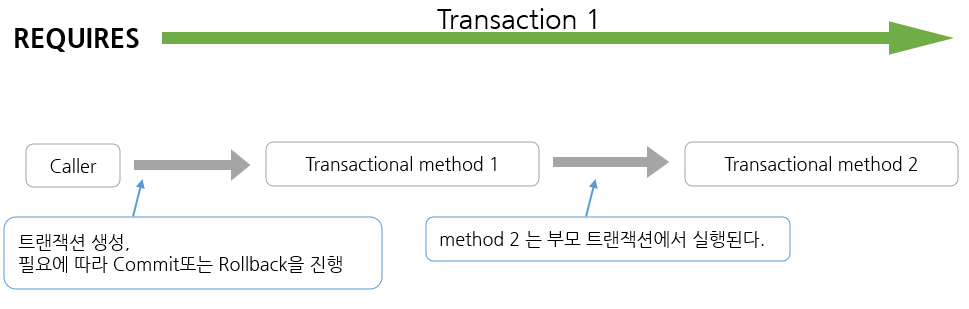 Transaction 1
REQUIRES
Caller
Transactional method 1
Transactional method 2
트랜잭션 생성,
필요에 따라 Commit또는 Rollback을 진행
method 2 는 부모 트랜잭션에서 실행된다.